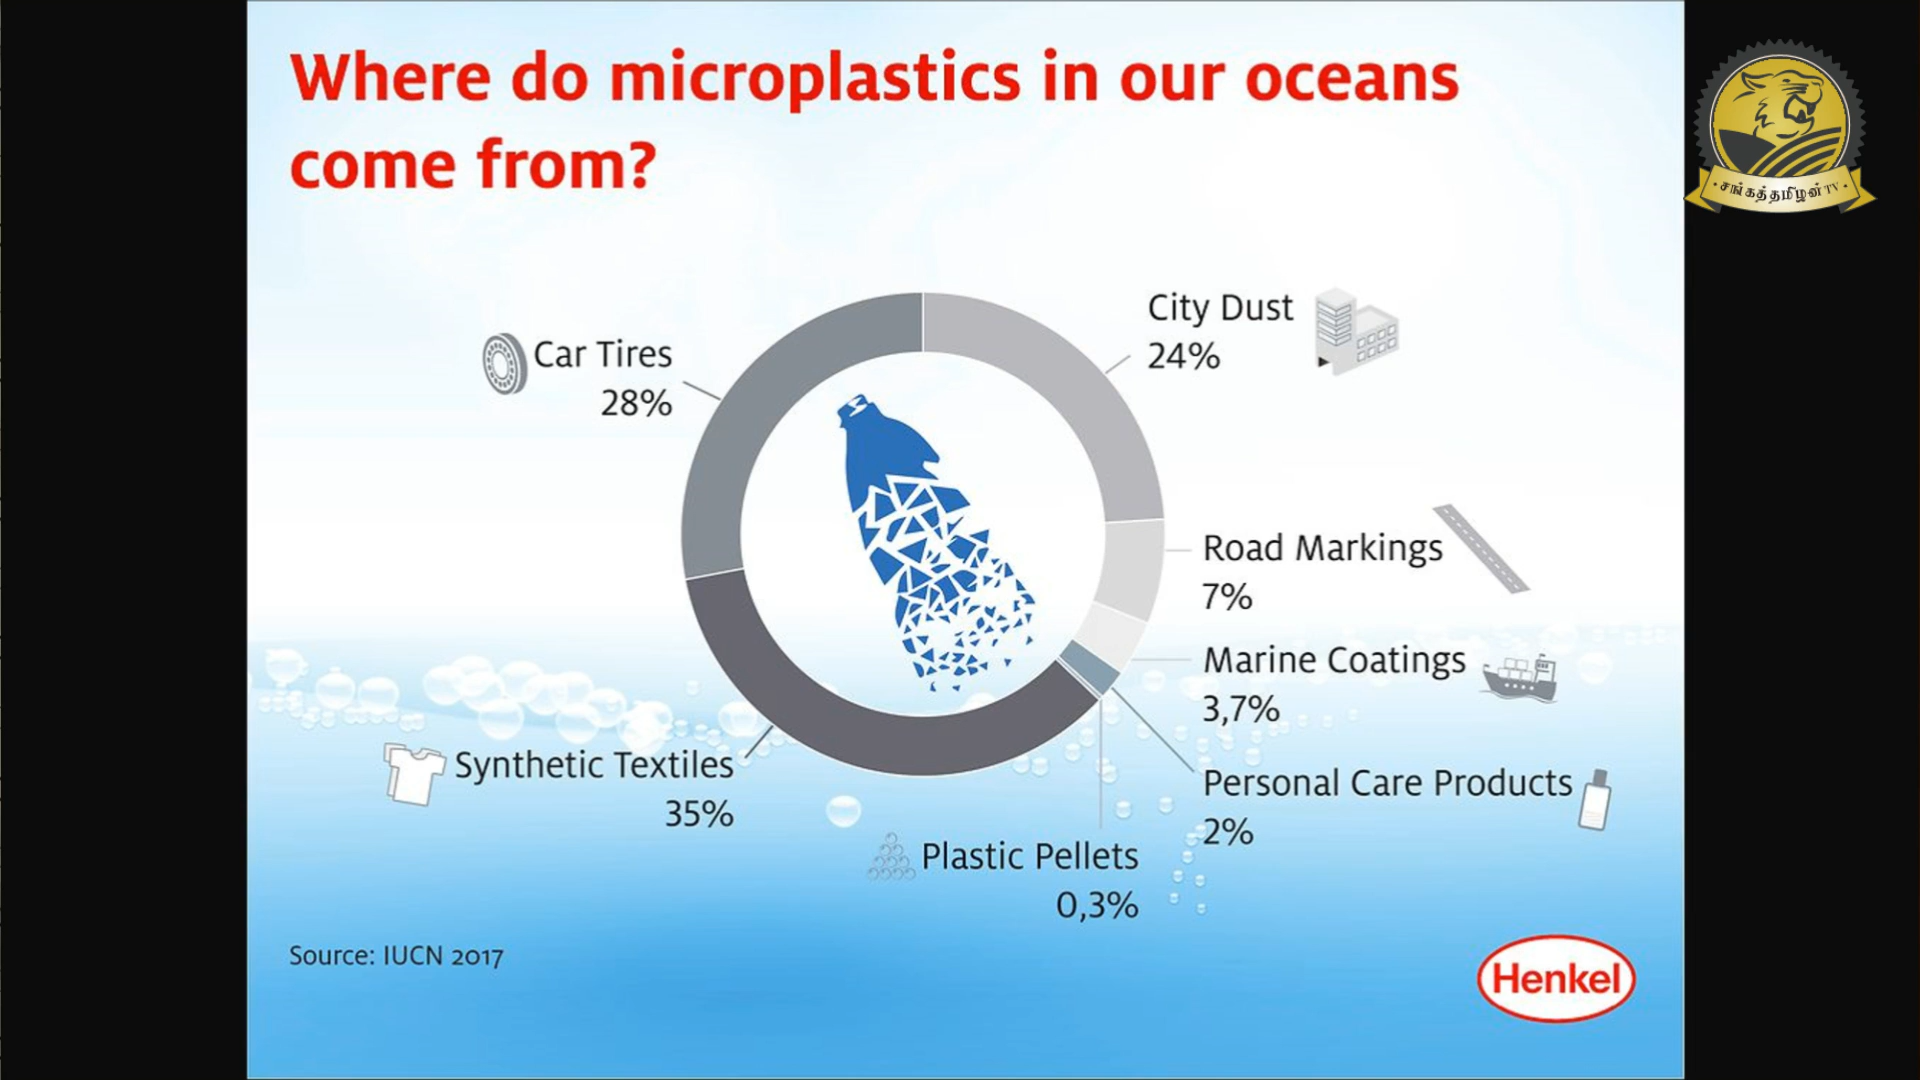 Where do microplastics in our oceans
come from?
சங்கத்தமிழன் TV
City Dust
24%
Car Tires
28%
Road Markings
7%
Marine Coatings
3,7%
Synthetic Textiles
35%
Personal Care Products
2%
Plastic Pellets
0,3%
Source: IUCN 2017
Henkel